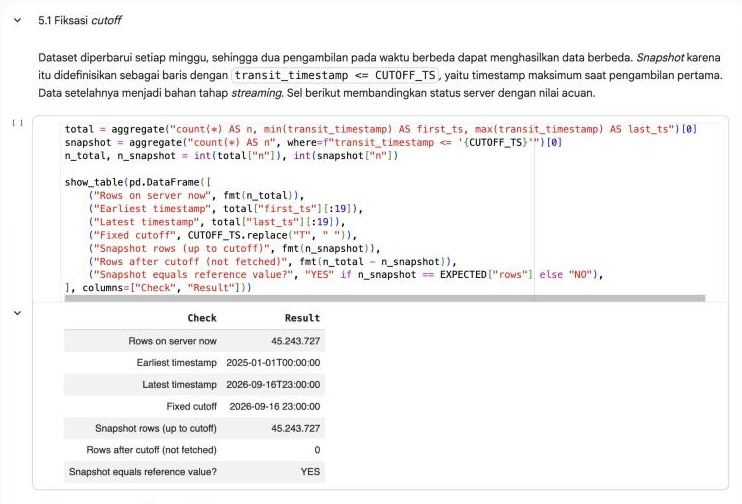 5.1 Fiksasi cutoff
Dataset diperbarui setiap minggu, sehingga dua pengambilan pada waktu berbeda dapat menghasilkan data berbeda. Snapshot karena
itu didefinisikan sebagai baris dengan transit_timestamp <= CUTOFF_TS, yaitu timestamp maksimum saat pengambilan pertama.
Data setelahnya menjadi bahan tahap streaming. Sel berikut membandingkan status server dengan nilai acuan.
[ ]
total = aggregate("count(*) AS n, min(transit_timestamp) AS first_ts, max(transit_timestamp) AS last_ts")[0]
snapshot = aggregate("count(*) AS n", where=f"transit_timestamp <= '{CUTOFF_TS}'")[0]
n_total, n_snapshot = int(total["n"]), int(snapshot["n"])
show_table(pd.DataFrame([
    ("Rows on server now", fmt(n_total)),
    ("Earliest timestamp", total["first_ts"][:19]),
    ("Latest timestamp", total["last_ts"][:19]),
    ("Fixed cutoff", CUTOFF_TS.replace("T", " ")),
    ("Snapshot rows (up to cutoff)", fmt(n_snapshot)),
    ("Rows after cutoff (not fetched)", fmt(n_total - n_snapshot)),
    ("Snapshot equals reference value?", "YES" if n_snapshot == EXPECTED["rows"] else "NO"),
], columns=["Check", "Result"]))
Check Result
Rows on server now 45.243.727
Earliest timestamp 2025-01-01T00:00:00
Latest timestamp 2026-09-16T23:00:00
Fixed cutoff 2026-09-16 23:00:00
Snapshot rows (up to cutoff) 45.243.727
Rows after cutoff (not fetched) 0
Snapshot equals reference value? YES